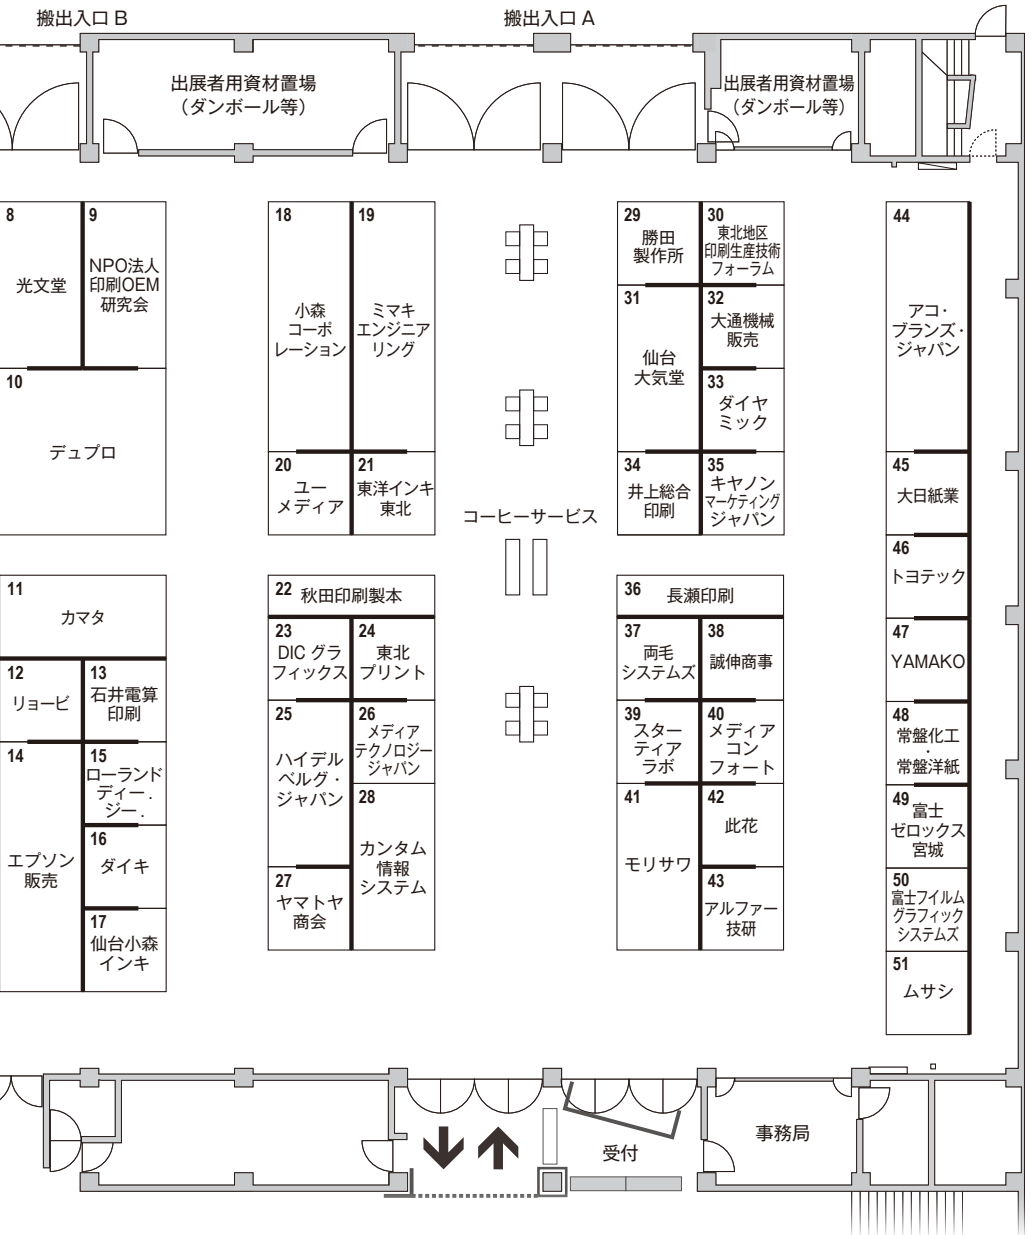 搬出入口 B
搬出入口 A
出展者用資材置場
（ダンボール等）
出展者用資材置場
（ダンボール等）
8
光文堂
9
NPO法人
印刷OEM
研究会
10
デュプロ
11
カマタ
12
リョービ
13
石井電算
印刷
14
エプソン
販売
15
ローランド
ディー．
ジー．
16
ダイキ
17
仙台小森
インキ
18
小森
コーポ
レーション
19
ミマキ
エンジニア
リング
20
ユー
メディア
21
東洋インキ
東北
22
秋田印刷製本
23
DIC グラ
フィックス
24
東北
プリント
25
ハイデル
ベルグ・
ジャパン
26
メディア
テクノロジー
ジャパン
27
ヤマトヤ
商会
28
カンタム
情報
システム
コーヒーサービス
29
勝田
製作所
30
東北地区
印刷生産技術
フォーラム
31
仙台
大気堂
32
大通機械
販売
33
ダイヤ
ミック
34
井上総合
印刷
35
キヤノン
マーケティング
ジャパン
36
長瀬印刷
37
両毛
システムズ
38
誠伸商事
39
スター
ティア
ラボ
40
メディア
コン
フォート
41
モリサワ
42
此花
43
アルファー
技研
44
アコ・
ブランズ・
ジャパン
45
大日紙業
46
トヨテック
47
YAMAKO
48
常盤化工
・
常盤洋紙
49
富士
ゼロックス
宮城
50
富士フイルム
グラフィック
システムズ
51
ムサシ
受付
事務局